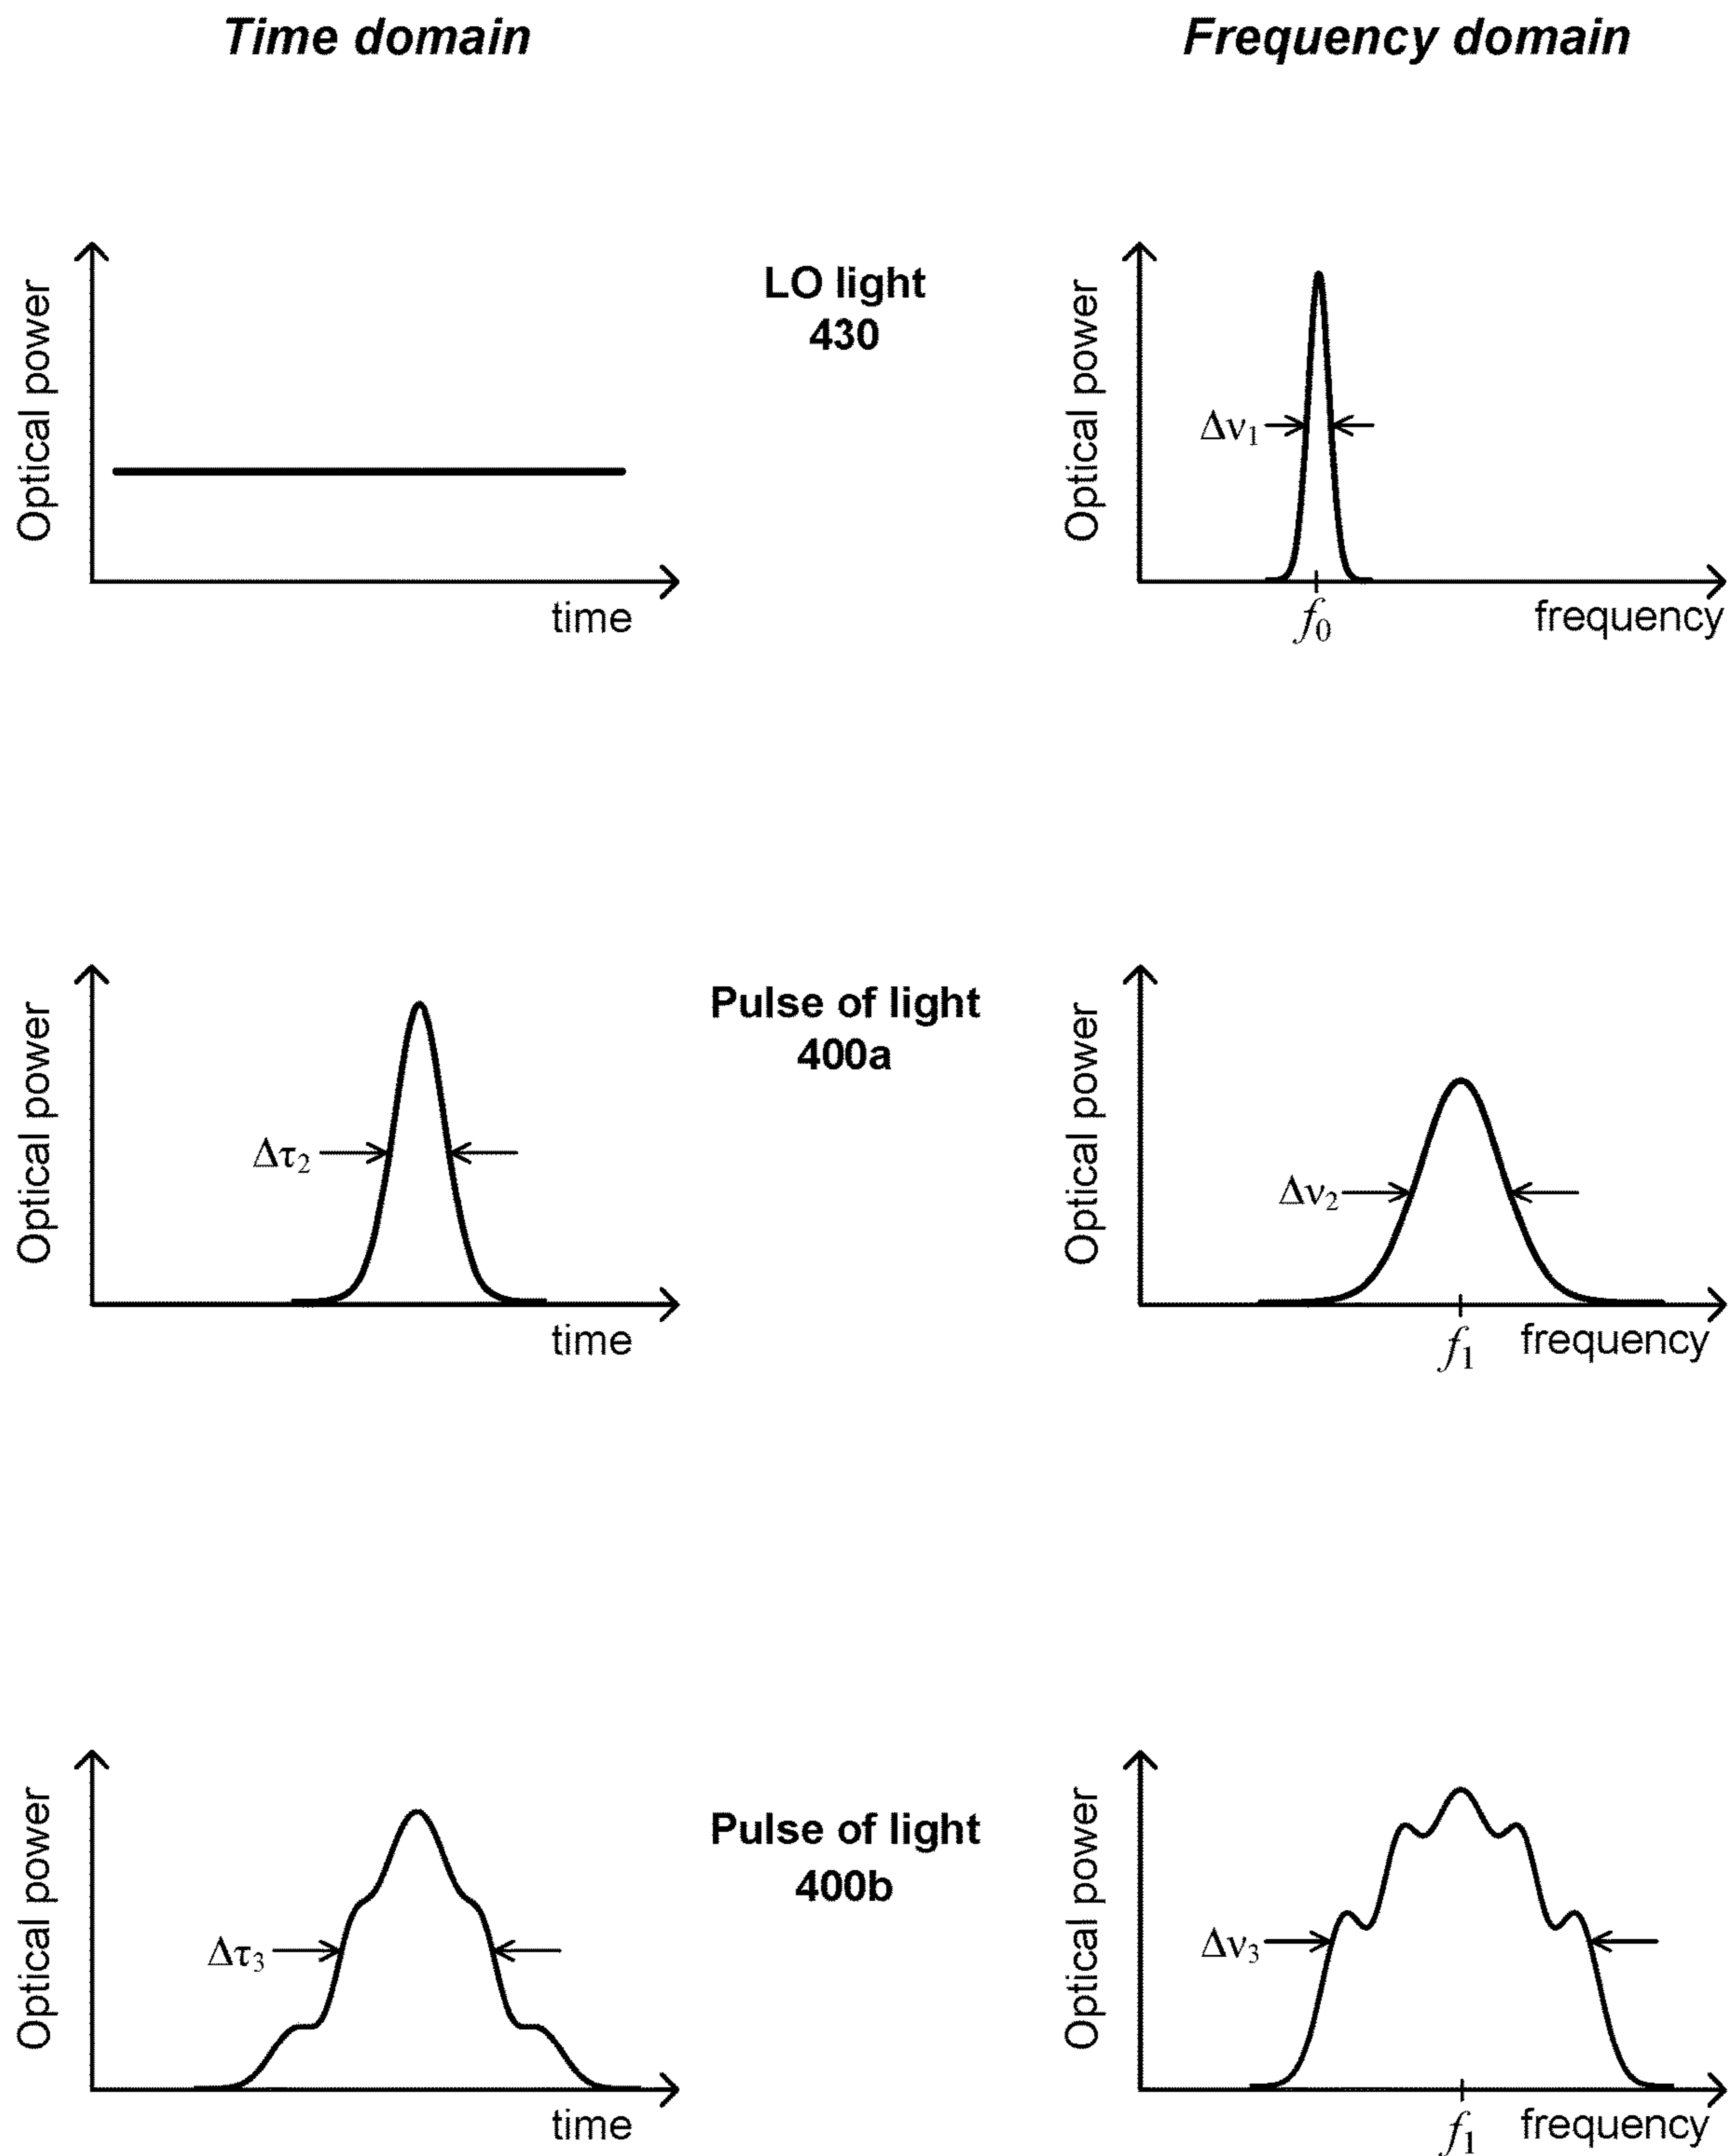 Time domain
Frequency domain
Optical power
time
LO light
430
Optical power
Δν1
f0
frequency
Optical power
Δτ2
time
Pulse of light
400a
Optical power
Δν2
f1
frequency
Optical power
Δτ3
time
Pulse of light
400b
Optical power
Δν3
f1
frequency